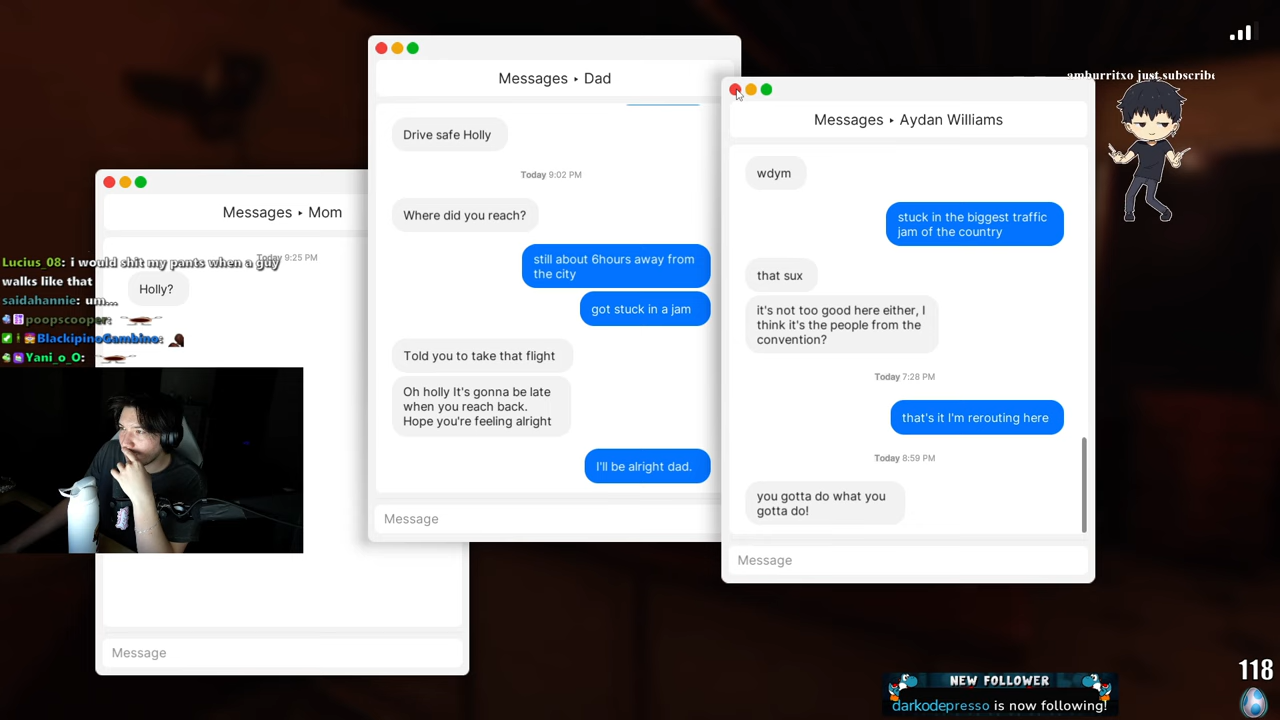 amburritxo just subscribe
Messages ‣ Dad
Drive safe Holly
Today 9:02 PM
Where did you reach?
still about 6hours away from
the city
got stuck in a jam
Told you to take that flight
Oh holly It's gonna be late
when you reach back.
Hope you're feeling alright
I'll be alright dad.
Message
Messages ‣ Aydan Williams
wdym
stuck in the biggest traffic
jam of the country
that sux
it's not too good here either, I
think it's the people from the
convention?
Today 7:28 PM
that's it I'm rerouting here
Today 8:59 PM
you gotta do what you
gotta do!
Message
Messages ‣ Mom
Today 9:25 PM
Holly?
Message
Lucius_08: i would shit my pants when a guy
walks like that
saidahannie: um...
poopscooper:
BlackipinoGambino:
Yani_o_O:
NEW FOLLOWER
darkodepresso is now following!
118